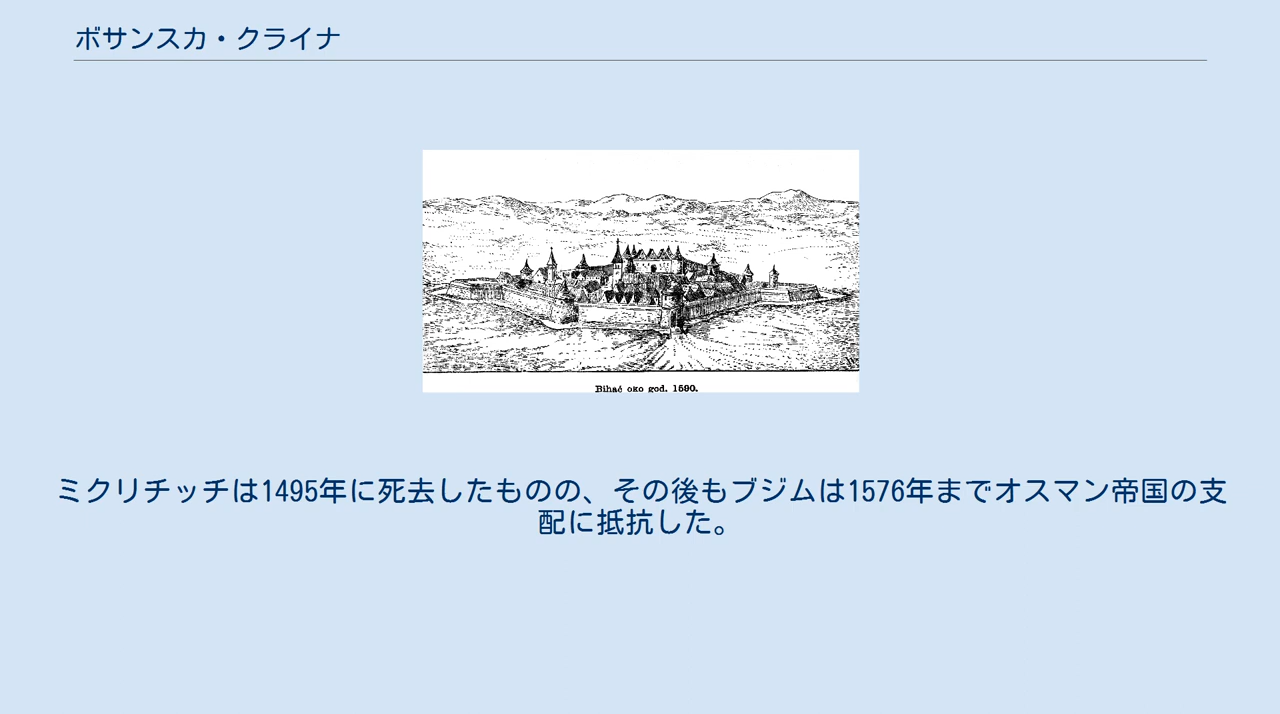 ボサンスカ・クライナ
Bihać oko god. 1590.
ミクリチッチは1495年に死去したものの、その後もブジムは1576年までオスマン帝国の支
配に抵抗した。